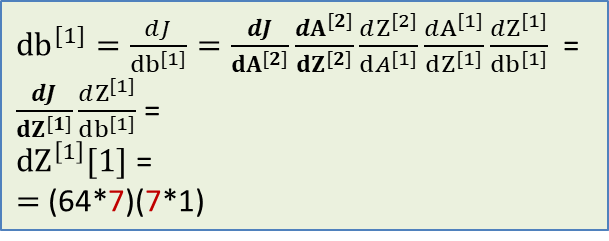 db^[1] = dJ/db^[1] = dJ/dA^[2] dA^[2]/dZ^[2] dZ^[2]/dA^[1] dA^[1]/dZ^[1] dZ^[1]/db^[1] =
dJ/dZ^[1] dZ^[1]/db^[1] =
dZ^[1][1] =
= (64*7)(7*1)